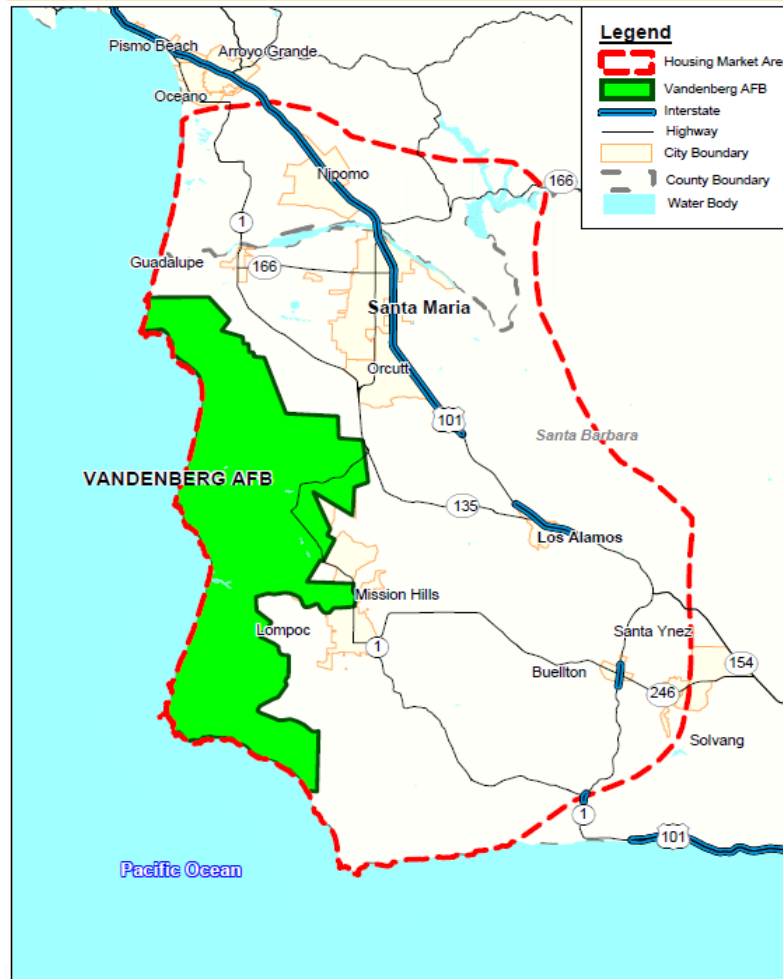 Legend
Housing Market Area
Vandenberg AFB
Interstate
Highway
City Boundary
County Boundary
Water Body
Pismo Beach
Arroyo Grande
Oceano
Nipomo
166
1
Guadalupe
166
Santa Maria
Orcutt
101
Santa Barbara
VANDENBERG AFB
135
Los Alamos
Mission Hills
Lompoc
1
Santa Ynez
154
Buellton
246
Solvang
1
101
Pacific Ocean